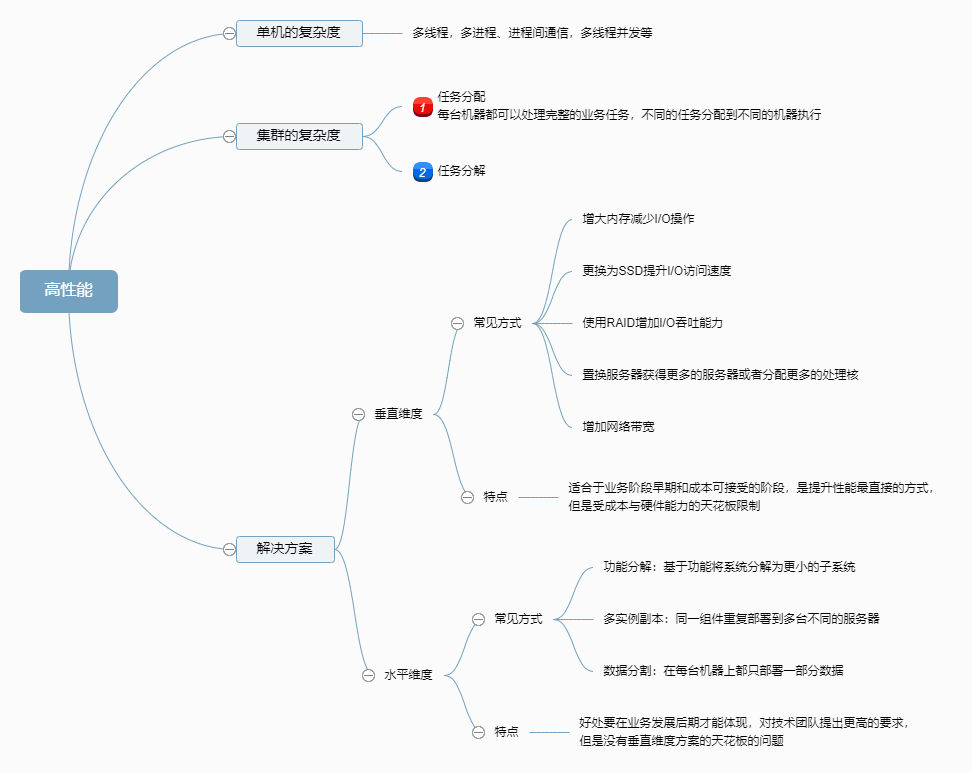 单机的复杂度
多线程，多进程、进程间通信，多线程并发等
集群的复杂度
1
任务分配
每台机器都可以处理完整的业务任务，不同的任务分配到不同的机器执行
2
任务分解
高性能
解决方案
垂直维度
常见方式
增大内存减少I/O操作
更换为SSD提升I/O访问速度
使用RAID增加I/O吞吐能力
置换服务器获得更多的服务器或者分配更多的处理核
增加网络带宽
特点
适合于业务阶段早期和成本可接受的阶段，是提升性能最直接的方式，
但是受成本与硬件能力的天花板限制
水平维度
常见方式
功能分解：基于功能将系统分解为更小的子系统
多实例副本：同一组件重复部署到多台不同的服务器
数据分割：在每台机器上都只部署一部分数据
特点
好处要在业务发展后期才能体现，对技术团队提出更高的要求，
但是没有垂直维度方案的天花板的问题